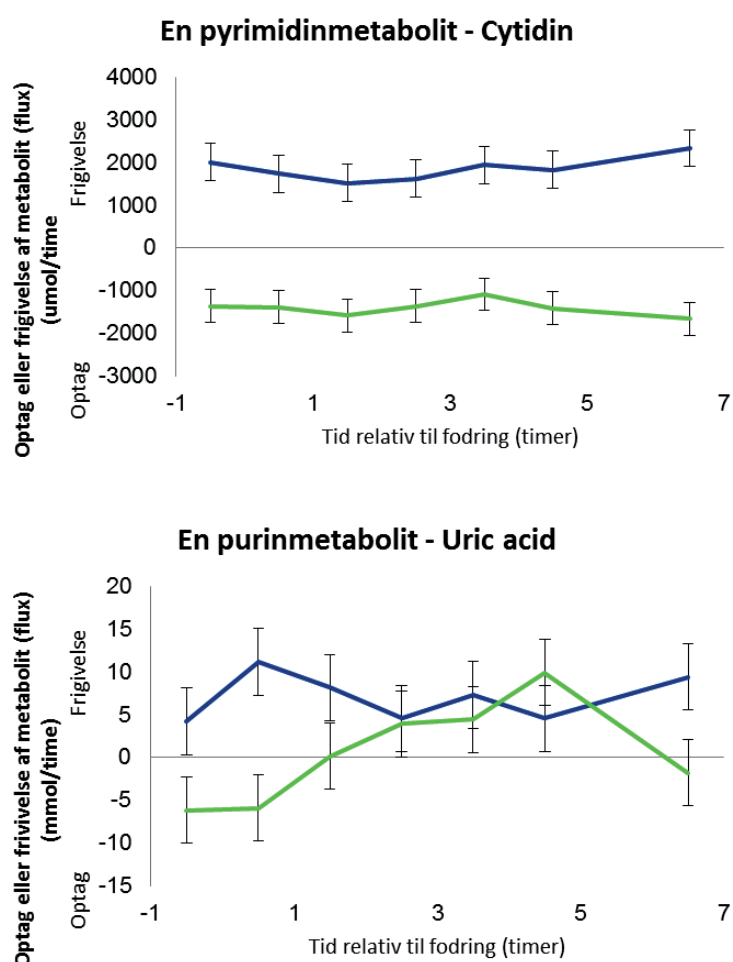 En pyrimidinmetabolit - Cytidin
Optag eller frigivelse af metabolit (flux)
(umol/time
Frigivelse
Optag
4000
3000
2000
1000
0
-1000
-2000
-3000
-1 1 3 5 7
Tid relativ til fodring (timer)
En purinmetabolit - Uric acid
Optag eller frivivelse af metabolit (flux)
(mmol/time)
Frigivelse
Optag
20
15
10
5
0
-5
-10
-15
-1 1 3 5 7
Tid relativ til fodring (timer)